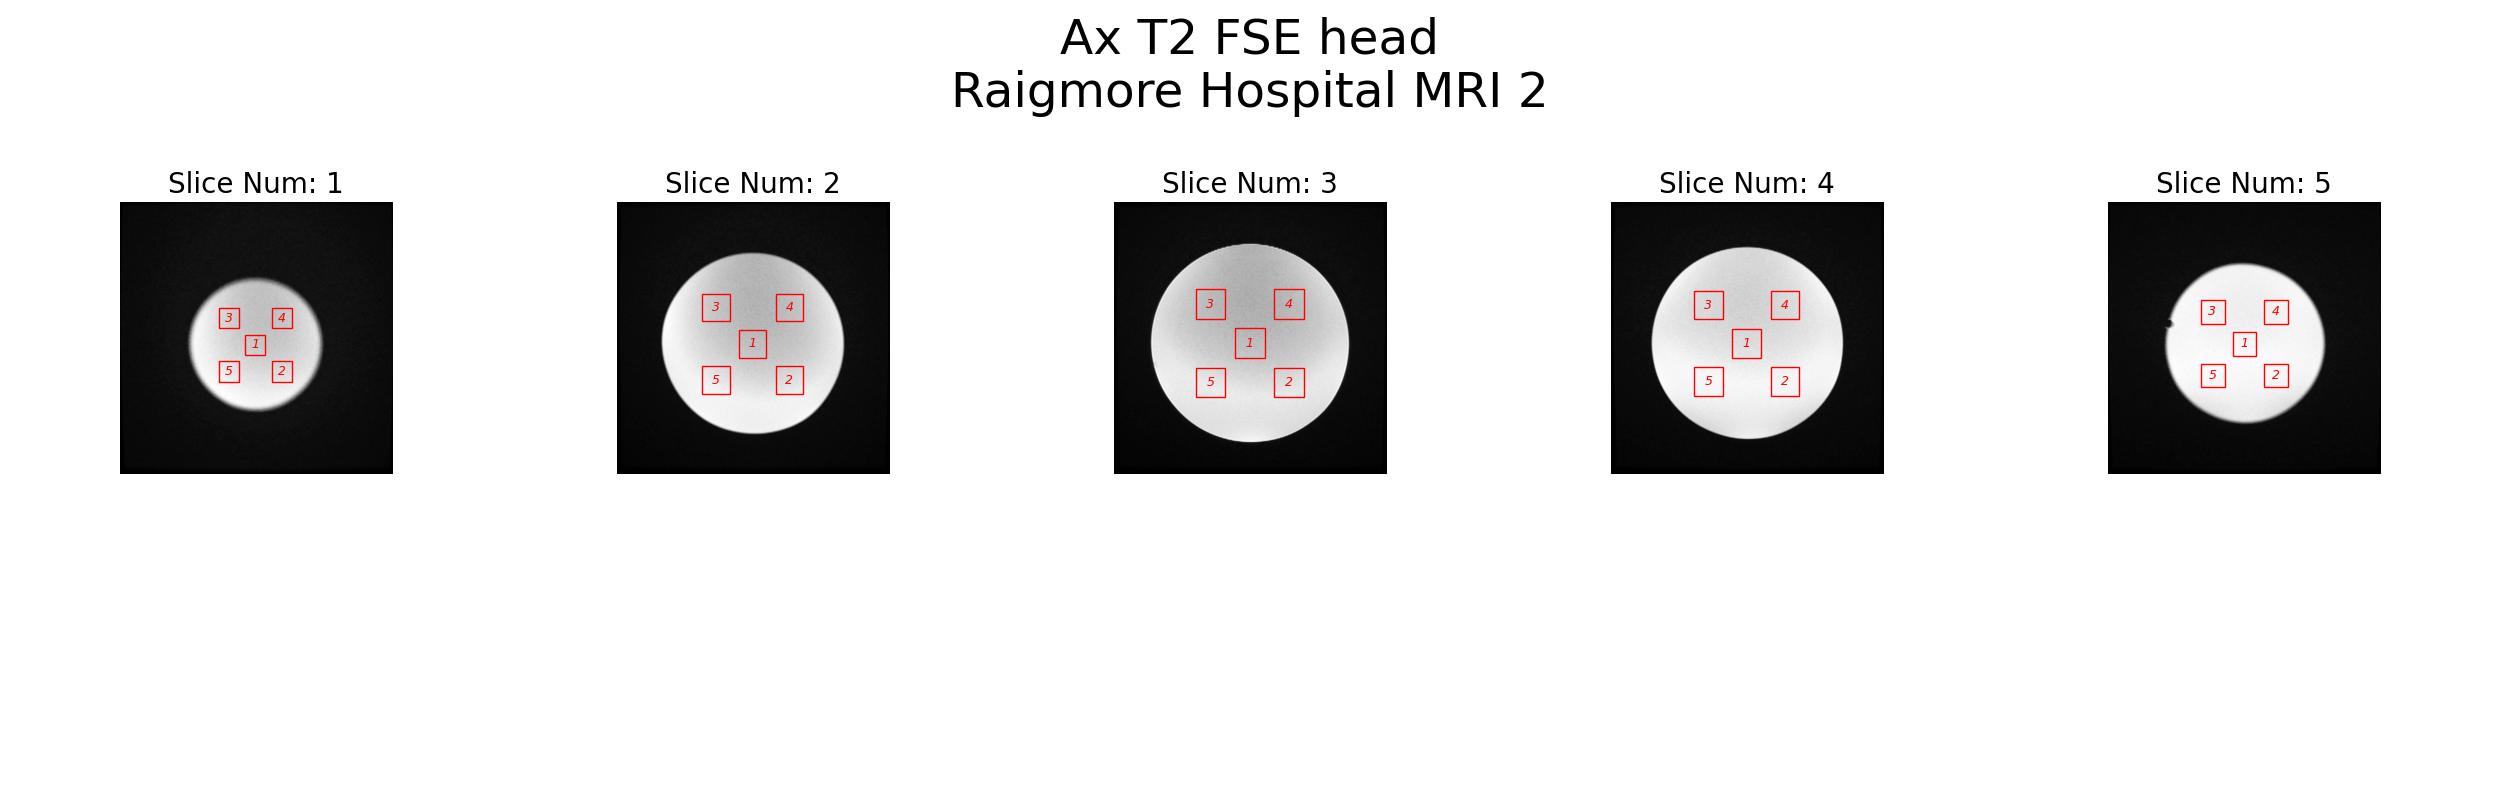 Ax T2 FSE head
Raigmore Hospital MRI 2
Slice Num: 1
3 4
1
5 2
Slice Num: 2
3 4
1
5 2
Slice Num: 3
3 4
1
5 2
Slice Num: 4
3 4
1
5 2
Slice Num: 5
3 4
1
5 2